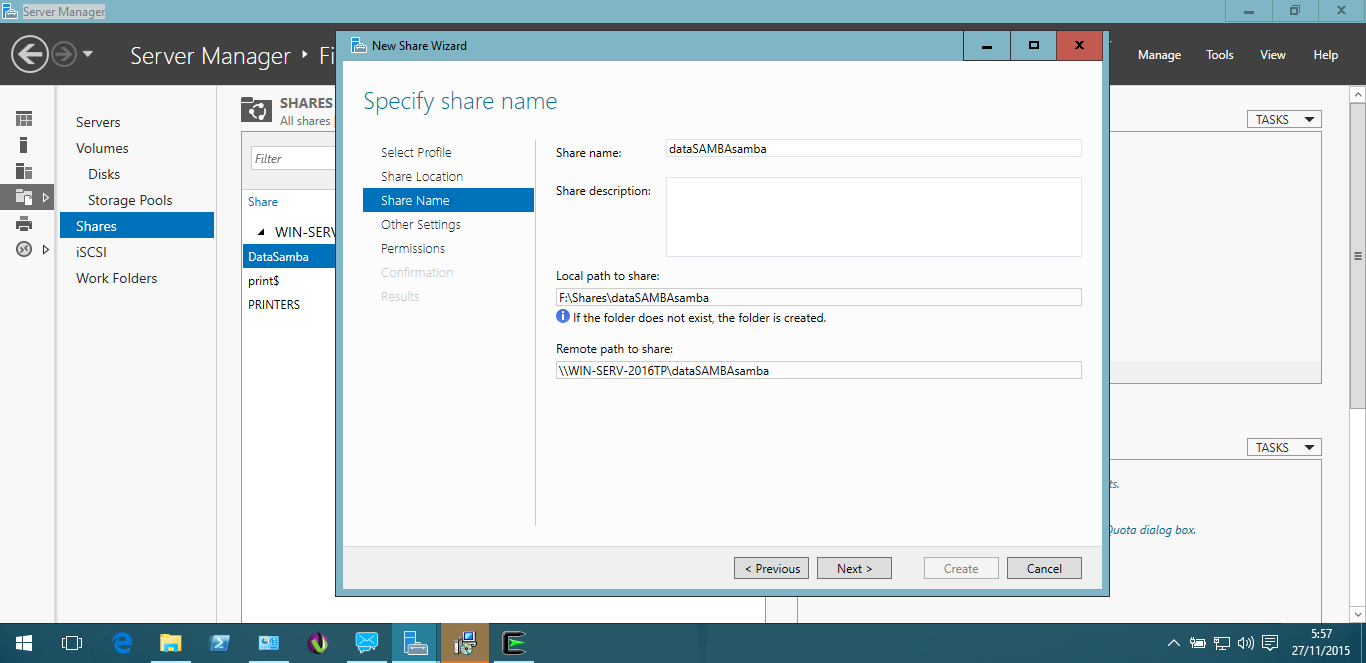 Server Manager
Server Manager ‣ Fi
Manage
Tools
View
Help
Servers
Volumes
Disks
Storage Pools
Shares
iSCSI
Work Folders
SHARES
All shares
Filter
Share
WIN-SERV
DataSamba
print$
PRINTERS
New Share Wizard
Specify share name
Select Profile
Share Location
Share Name
Other Settings
Permissions
Confirmation
Results
Share name:
dataSAMBAsamba
Share description:
Local path to share:
F:\Shares\dataSAMBAsamba
If the folder does not exist, the folder is created.
Remote path to share:
\\WIN-SERV-2016TP\dataSAMBAsamba
< Previous
Next >
Create
Cancel
TASKS
TASKS
ts.
Quota dialog box.
5:57
27/11/2015